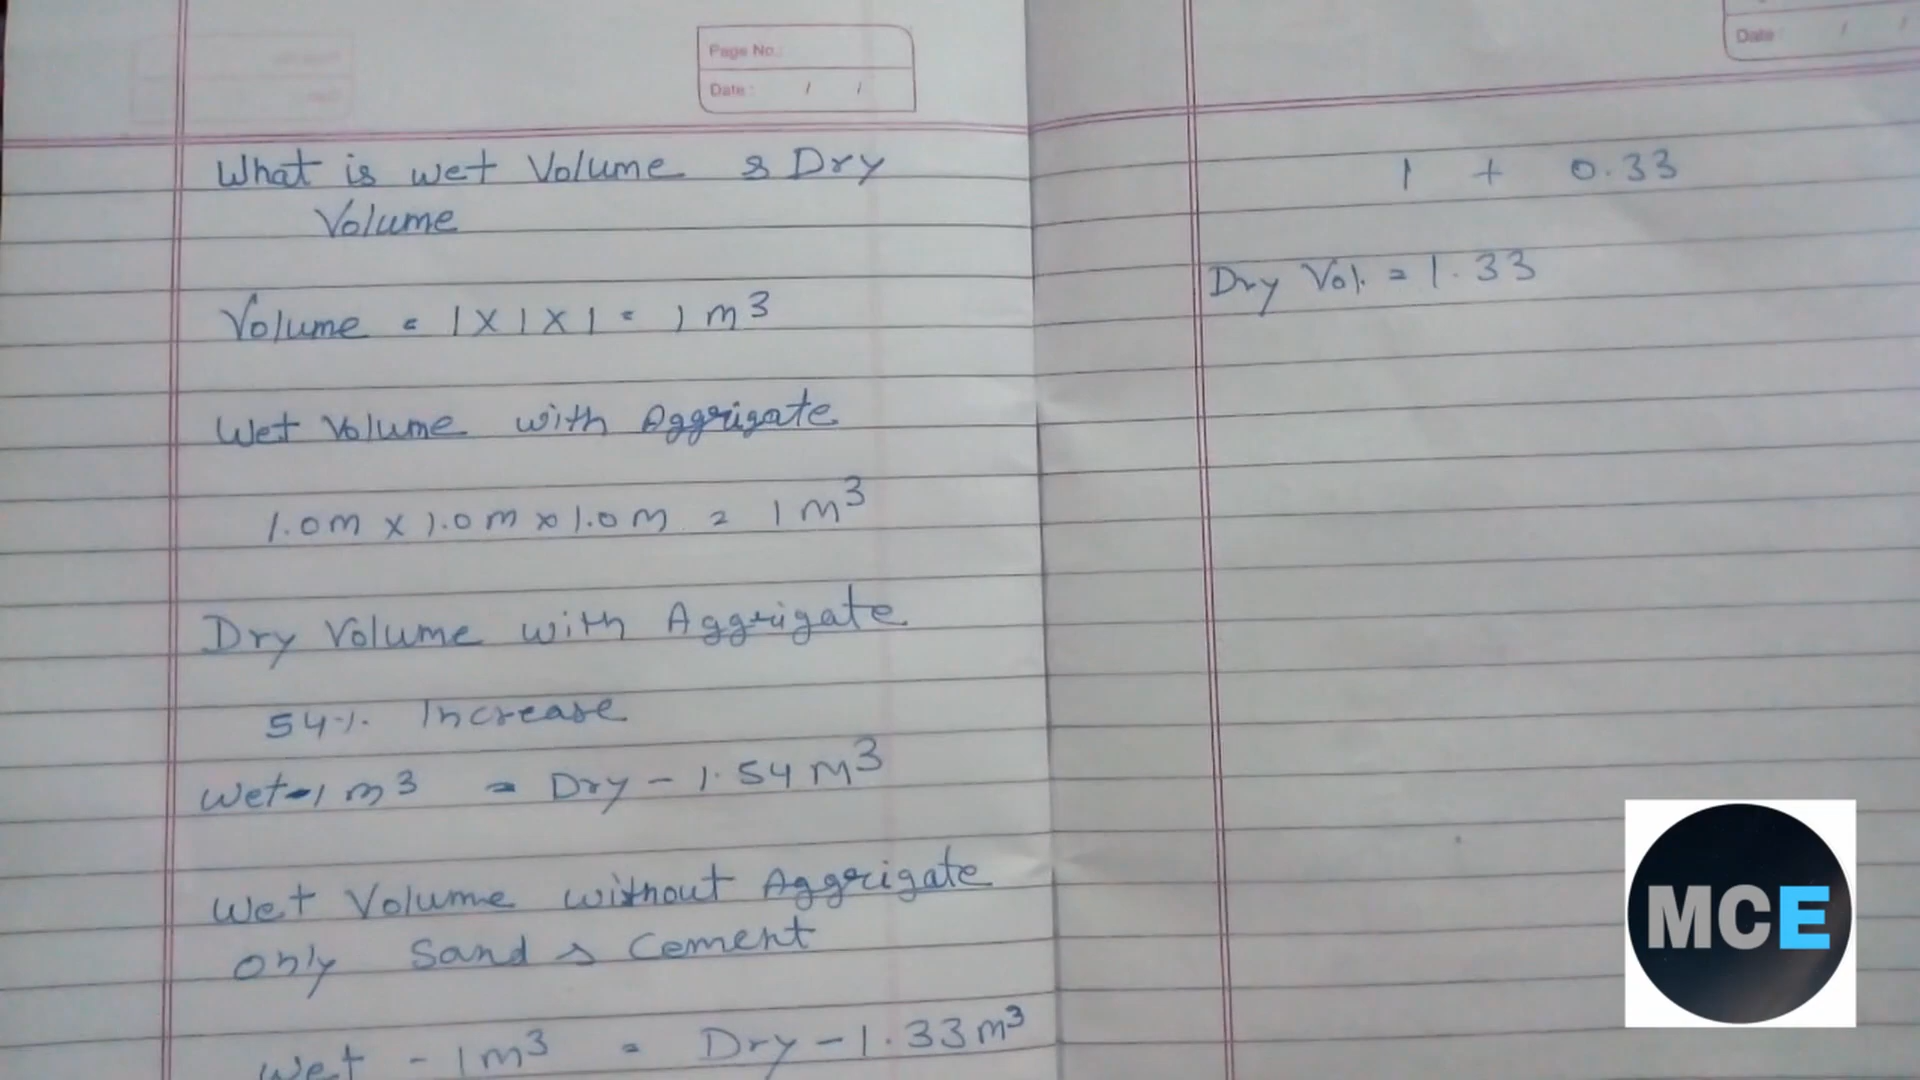 Page No.:
Date : / /
What is wet Volume & Dry
Volume
Volume = 1 X 1 X 1 = 1 m³
Wet Volume with Aggrigate
1.0m x 1.0m x 1.0m = 1 m³
Dry Volume with Aggrigate
54% Increase
Wet-1 m³ = Dry - 1.54 m³
Wet Volume without Aggrigate
only Sand & Cement
Wet - 1m³ = Dry - 1.33m³
Date / /
1 + 0.33
Dry Vol. = 1.33
MCE